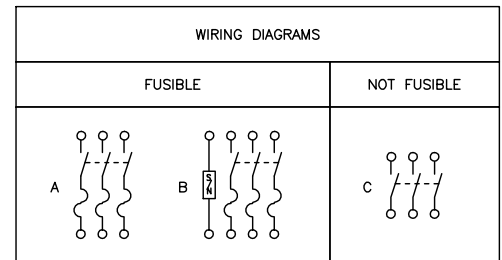 WIRING DIAGRAMS
FUSIBLE
NOT FUSIBLE
A
B
S/N
C